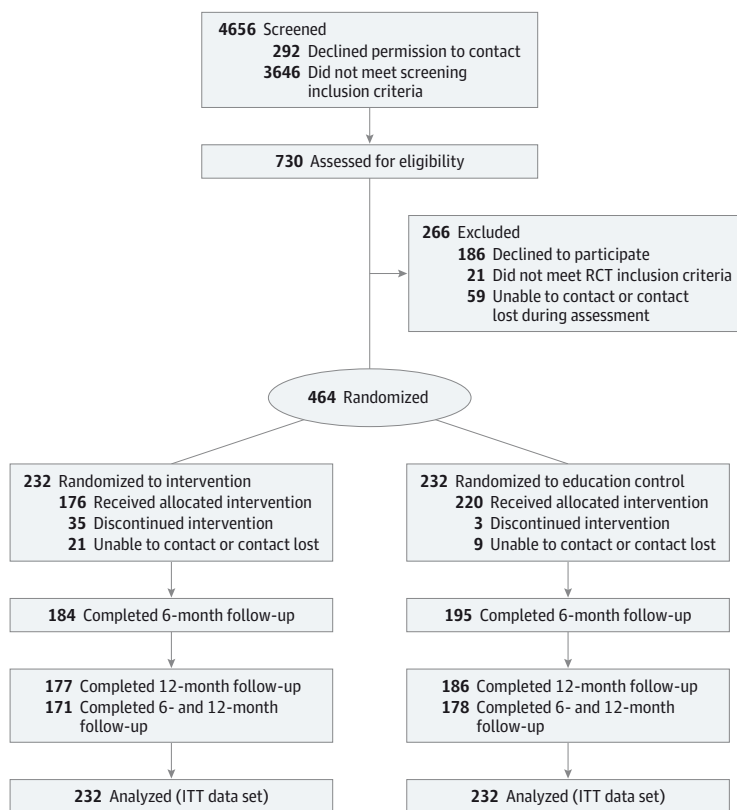 4656 Screened
292 Declined permission to contact
3646 Did not meet screening
inclusion criteria
730 Assessed for eligibility
266 Excluded
186 Declined to participate
21 Did not meet RCT inclusion criteria
59 Unable to contact or contact
lost during assessment
464 Randomized
232 Randomized to intervention
176 Received allocated intervention
35 Discontinued intervention
21 Unable to contact or contact lost
232 Randomized to education control
220 Received allocated intervention
3 Discontinued intervention
9 Unable to contact or contact lost
184 Completed 6-month follow-up
195 Completed 6-month follow-up
177 Completed 12-month follow-up
171 Completed 6- and 12-month
follow-up
186 Completed 12-month follow-up
178 Completed 6- and 12-month
follow-up
232 Analyzed (ITT data set)
232 Analyzed (ITT data set)